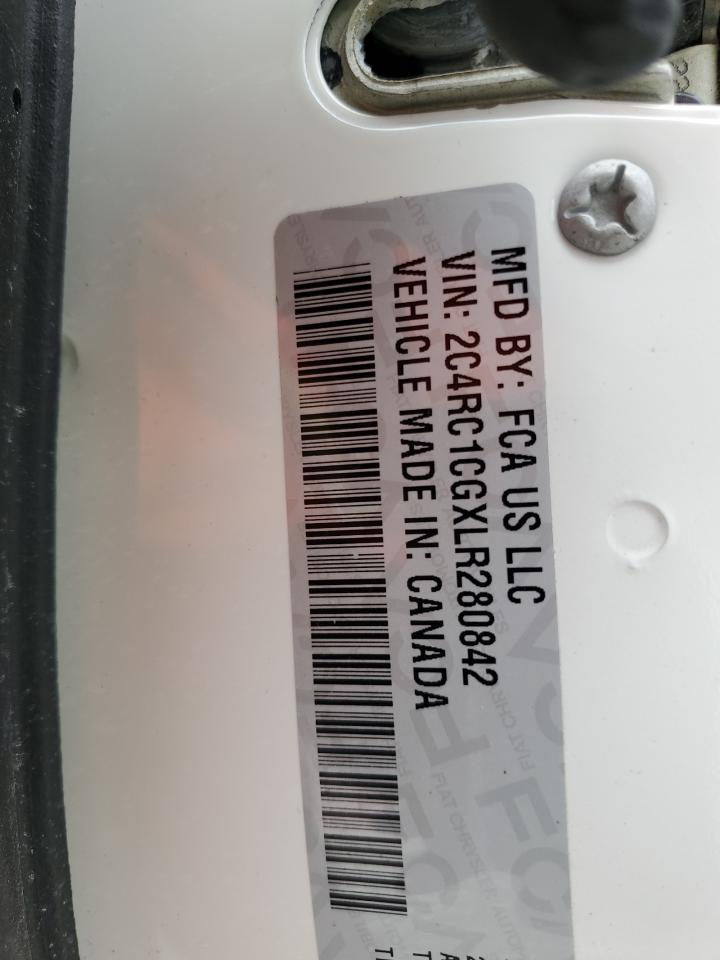 MFD BY: FCA US LLC
VIN: 2C4RC1CGXLR280842
VEHICLE MADE IN: CANADA